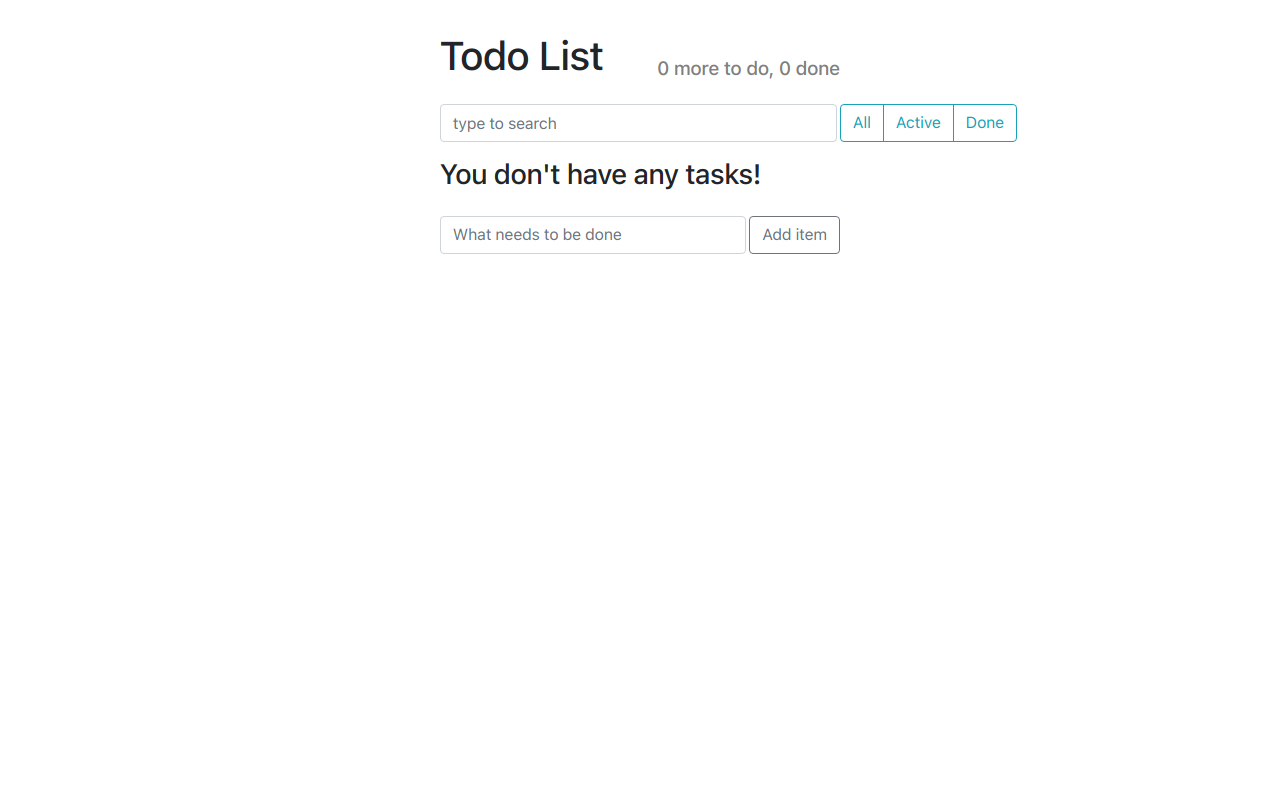 Todo List
0 more to do, 0 done
type to search
All Active Done
You don't have any tasks!
What needs to be done
Add item